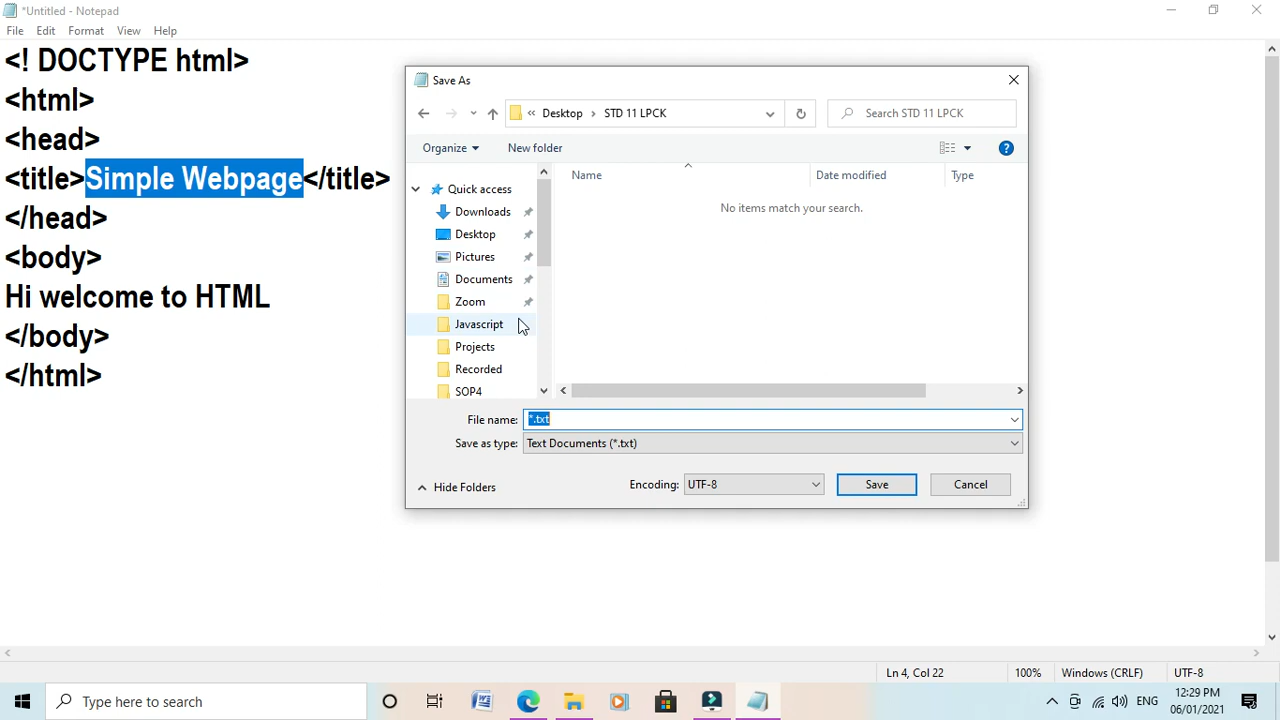 *Untitled - Notepad
File Edit Format View Help
<! DOCTYPE html>
<html>
<head>
<title>Simple Webpage</title>
</head>
<body>
Hi welcome to HTML
</body>
</html>
Save As
« Desktop › STD 11 LPCK
Search STD 11 LPCK
Organize New folder
Name Date modified Type
No items match your search.
Quick access
Downloads
Desktop
Pictures
Documents
Zoom
Javascript
Projects
Recorded
SOP4
File name: *.txt
Save as type: Text Documents (*.txt)
Hide Folders Encoding: UTF-8 Save Cancel
Ln 4, Col 22 100% Windows (CRLF) UTF-8
Type here to search
ENG
12:29 PM
06/01/2021